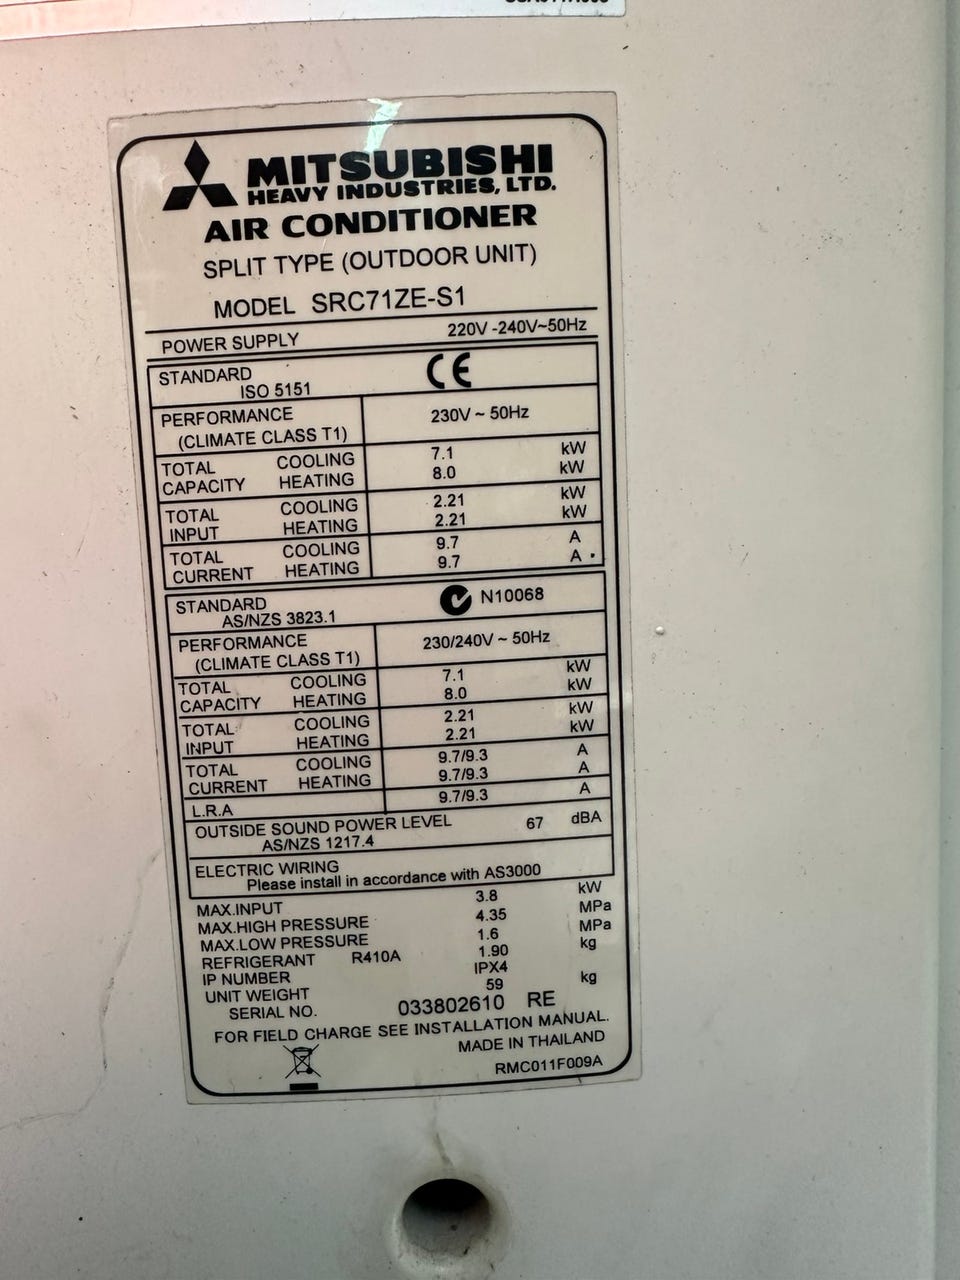 MITSUBISHI
HEAVY INDUSTRIES, LTD.
AIR CONDITIONER
SPLIT TYPE (OUTDOOR UNIT)
MODEL SRC71ZE-S1
POWER SUPPLY 220V -240V~50Hz
STANDARD CE
ISO 5151
PERFORMANCE 230V ~ 50Hz
(CLIMATE CLASS T1)
TOTAL COOLING 7.1 kW
CAPACITY HEATING 8.0 kW
TOTAL COOLING 2.21 kW
INPUT HEATING 2.21 kW
TOTAL COOLING 9.7 A
CURRENT HEATING 9.7 A
STANDARD N10068
AS/NZS 3823.1
PERFORMANCE 230/240V ~ 50Hz
(CLIMATE CLASS T1)
TOTAL COOLING 7.1 kW
CAPACITY HEATING 8.0 kW
TOTAL COOLING 2.21 kW
INPUT HEATING 2.21 kW
TOTAL COOLING 9.7/9.3 A
CURRENT HEATING 9.7/9.3 A
L.R.A 9.7/9.3 A
OUTSIDE SOUND POWER LEVEL 67 dBA
AS/NZS 1217.4
ELECTRIC WIRING
Please install in accordance with AS3000
MAX.INPUT 3.8 kW
MAX.HIGH PRESSURE 4.35 MPa
MAX.LOW PRESSURE 1.6 MPa
REFRIGERANT R410A 1.90 kg
IP NUMBER IPX4
UNIT WEIGHT 59 kg
SERIAL NO. 033802610 RE
FOR FIELD CHARGE SEE INSTALLATION MANUAL.
MADE IN THAILAND
RMC011F009A